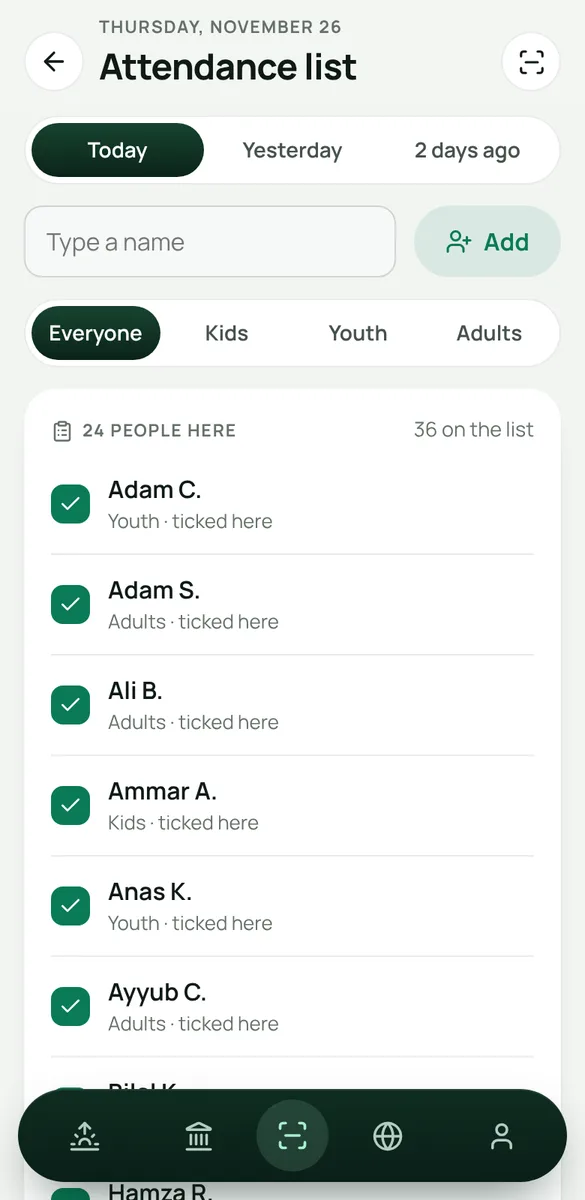 THURSDAY, NOVEMBER 26
Attendance list
Today Yesterday 2 days ago
Type a name Add
Everyone Kids Youth Adults
24 PEOPLE HERE 36 on the list
Adam C.
Youth · ticked here
Adam S.
Adults · ticked here
Ali B.
Adults · ticked here
Ammar A.
Kids · ticked here
Anas K.
Youth · ticked here
Ayyub C.
Adults · ticked here
Hamza R.